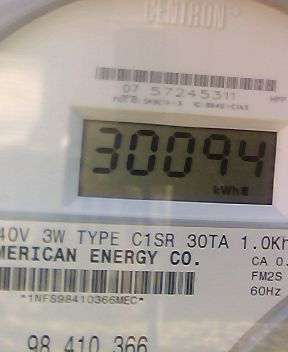 CENTRON
07 57245311
30094
kWh
40V 3W TYPE C1SR 30TA 1.0Kh
MERICAN ENERGY CO.
CA 0.
FM2S
*1NFS98410366MEC*
60Hz
98 410 366